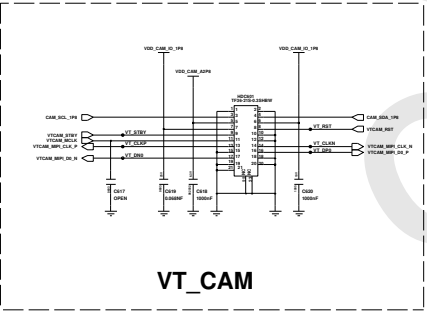 VDD_CAM_IO_1P8
VDD_CAM_IO_1P8
VDD_CAM_A2P8
HDC601
CAM_SCL_1P8
CAM_SDA_1P8
VTCAM_STBY
VT_STBY
VT_RST
VTCAM_RST
VTCAM_MCLK
VTCAM_MIPI_CLK_P
VT_CLKP
VT_CLKN
VTCAM_MIPI_CLK_N
VT_DP0
VTCAM_MIPI_D0_P
VTCAM_MIPI_D0_N
VT_DN0
C617
OPEN
C619
0.068NF
C618
1000nF
C620
1000nF
VT_CAM